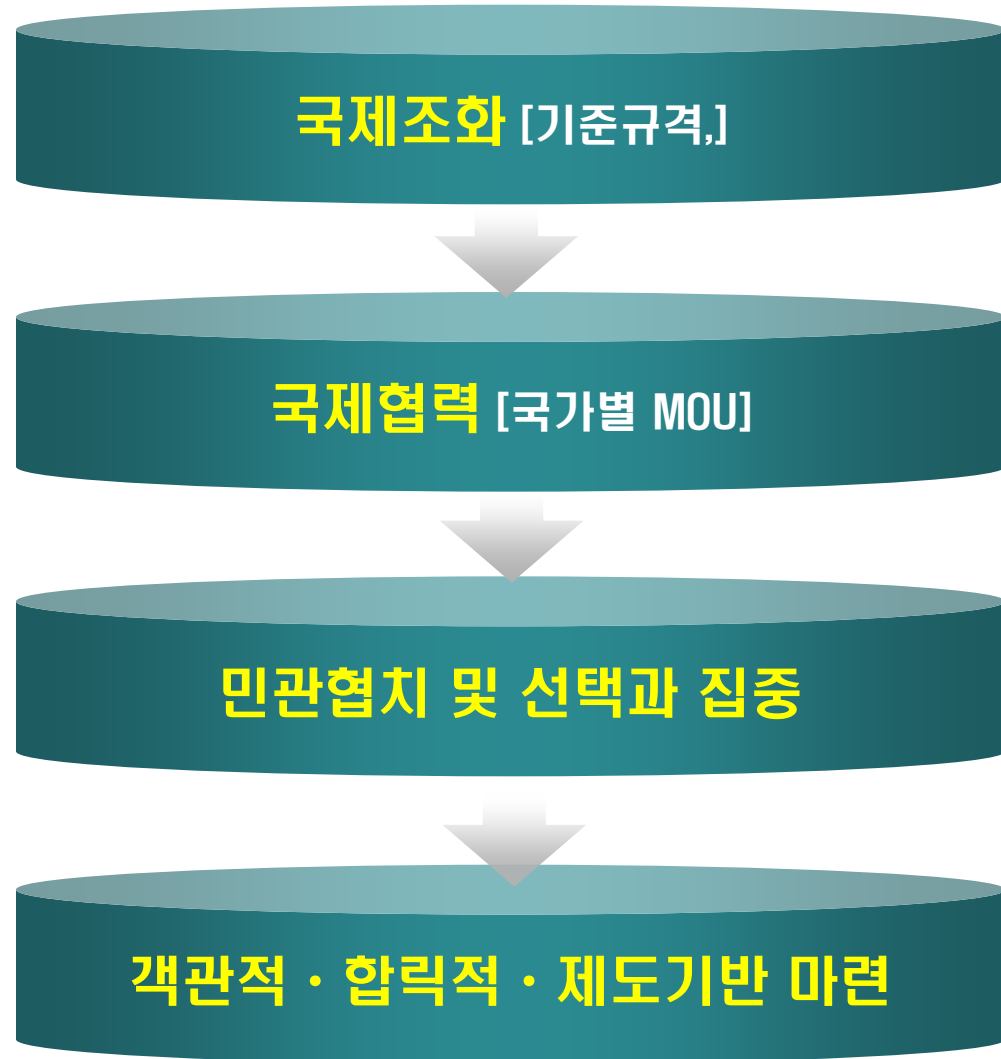 국제조화 [기준규격,]
국제협력 [국가별 MOU]
민관협치 및 선택과 집중
객관적 · 합릭적 · 제도기반 마련